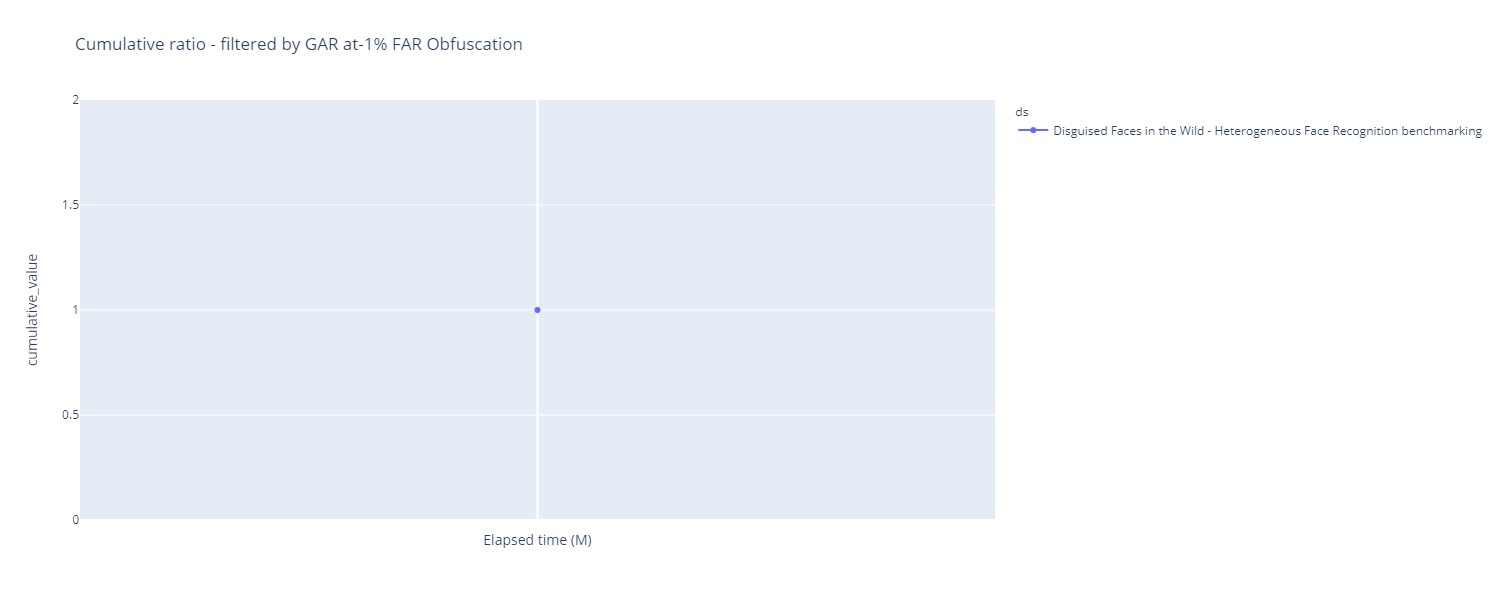 Cumulative ratio - filtered by GAR at-1% FAR Obfuscation
2
1.5
1
0.5
0
cumulative_value
Elapsed time (M)
ds
Disguised Faces in the Wild - Heterogeneous Face Recognition benchmarking